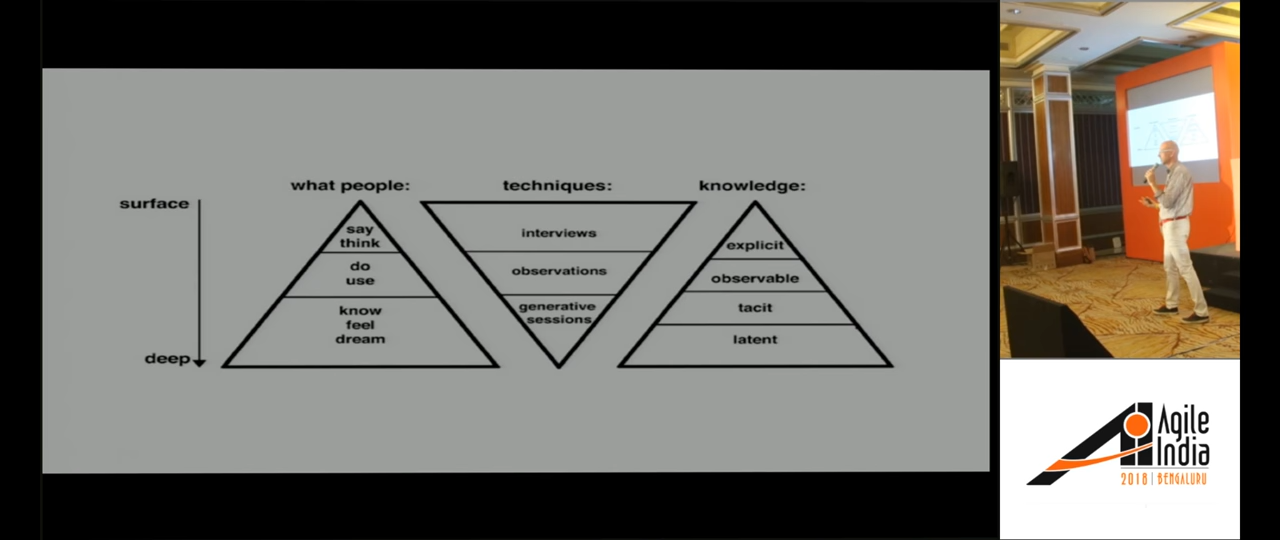 what people:
techniques:
knowledge:
surface
say
think
do
use
know
feel
dream
interviews
observations
generative
sessions
explicit
observable
tacit
latent
deep
Agile
India
2018 | BENGALURU